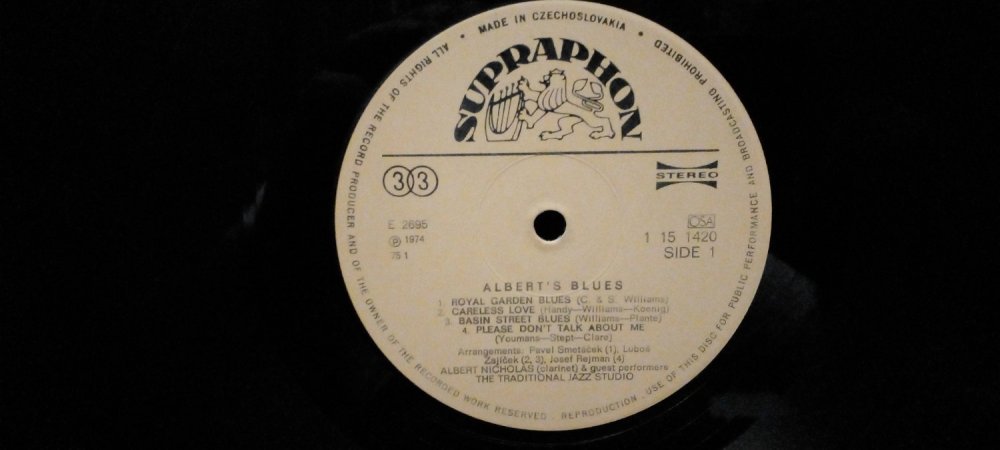 ALL RIGHTS OF THE RECORD PRODUCER AND OF THE OWNER OF THE RECORDED WORK RESERVED . REPRODUCTION . USE OF THIS DISC FOR PUBLIC PERFORMANCE AND BROADCASTING PROHIBITED
• MADE IN CZECHOSLOVAKIA •
SUPRAPHON
33 STEREO
E 2695 OSA
℗ 1974 1 15 1420
75 1 SIDE 1
ALBERT'S BLUES
1. ROYAL GARDEN BLUES (C. & S. Williams)
2. CARELESS LOVE (Handy—Williams—Koenig)
3. BASIN STREET BLUES (Williams—Plante)
4. PLEASE DON'T TALK ABOUT ME
(Youmans—Stept—Clare)
Arrangements: Pavel Smetáček (1), Luboš
Zajíček (2, 3), Josef Rejman (4)
ALBERT NICHOLAS (clarinet) & guest performers
THE TRADITIONAL JAZZ STUDIO